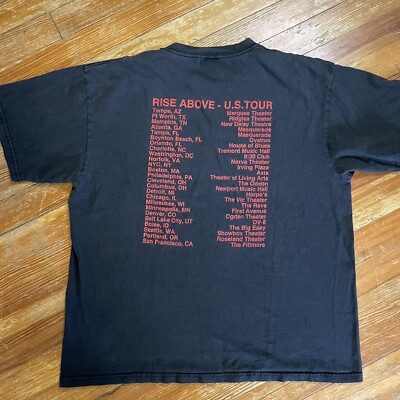 RISE ABOVE - U.S. TOUR
Tempe, AZ Marquee Theater
Ft Worth, TX Ridglea Theater
Memphis, TN New Daisy Theatre
Atlanta, GA Masquerade
Tampa, FL Masquerade
Boynton Beach, FL Ovation
Orlando, FL House of Blues
Charlotte, NC Tremont Music Hall
Washington, DC 9:30 Club
Norfolk, VA Norva Theater
NYC, NY Irving Plaza
Boston, MA Axis
Philadelphia, PA Theater of Living Arts
Cleveland, OH The Odeon
Columbus, OH Newport Music Hall
Detroit, MI Harpo's
Chicago, IL The Vic Theater
Milwaukee, WI The Rave
Minneapolis, MN First Avenue
Denver, CO Ogden Theater
Salt Lake City, UT DV-8
Boise, ID The Big Easy
Seattle, WA Showbox Theater
Portland, OR Roseland Theater
San Francisco, CA The Fillmore